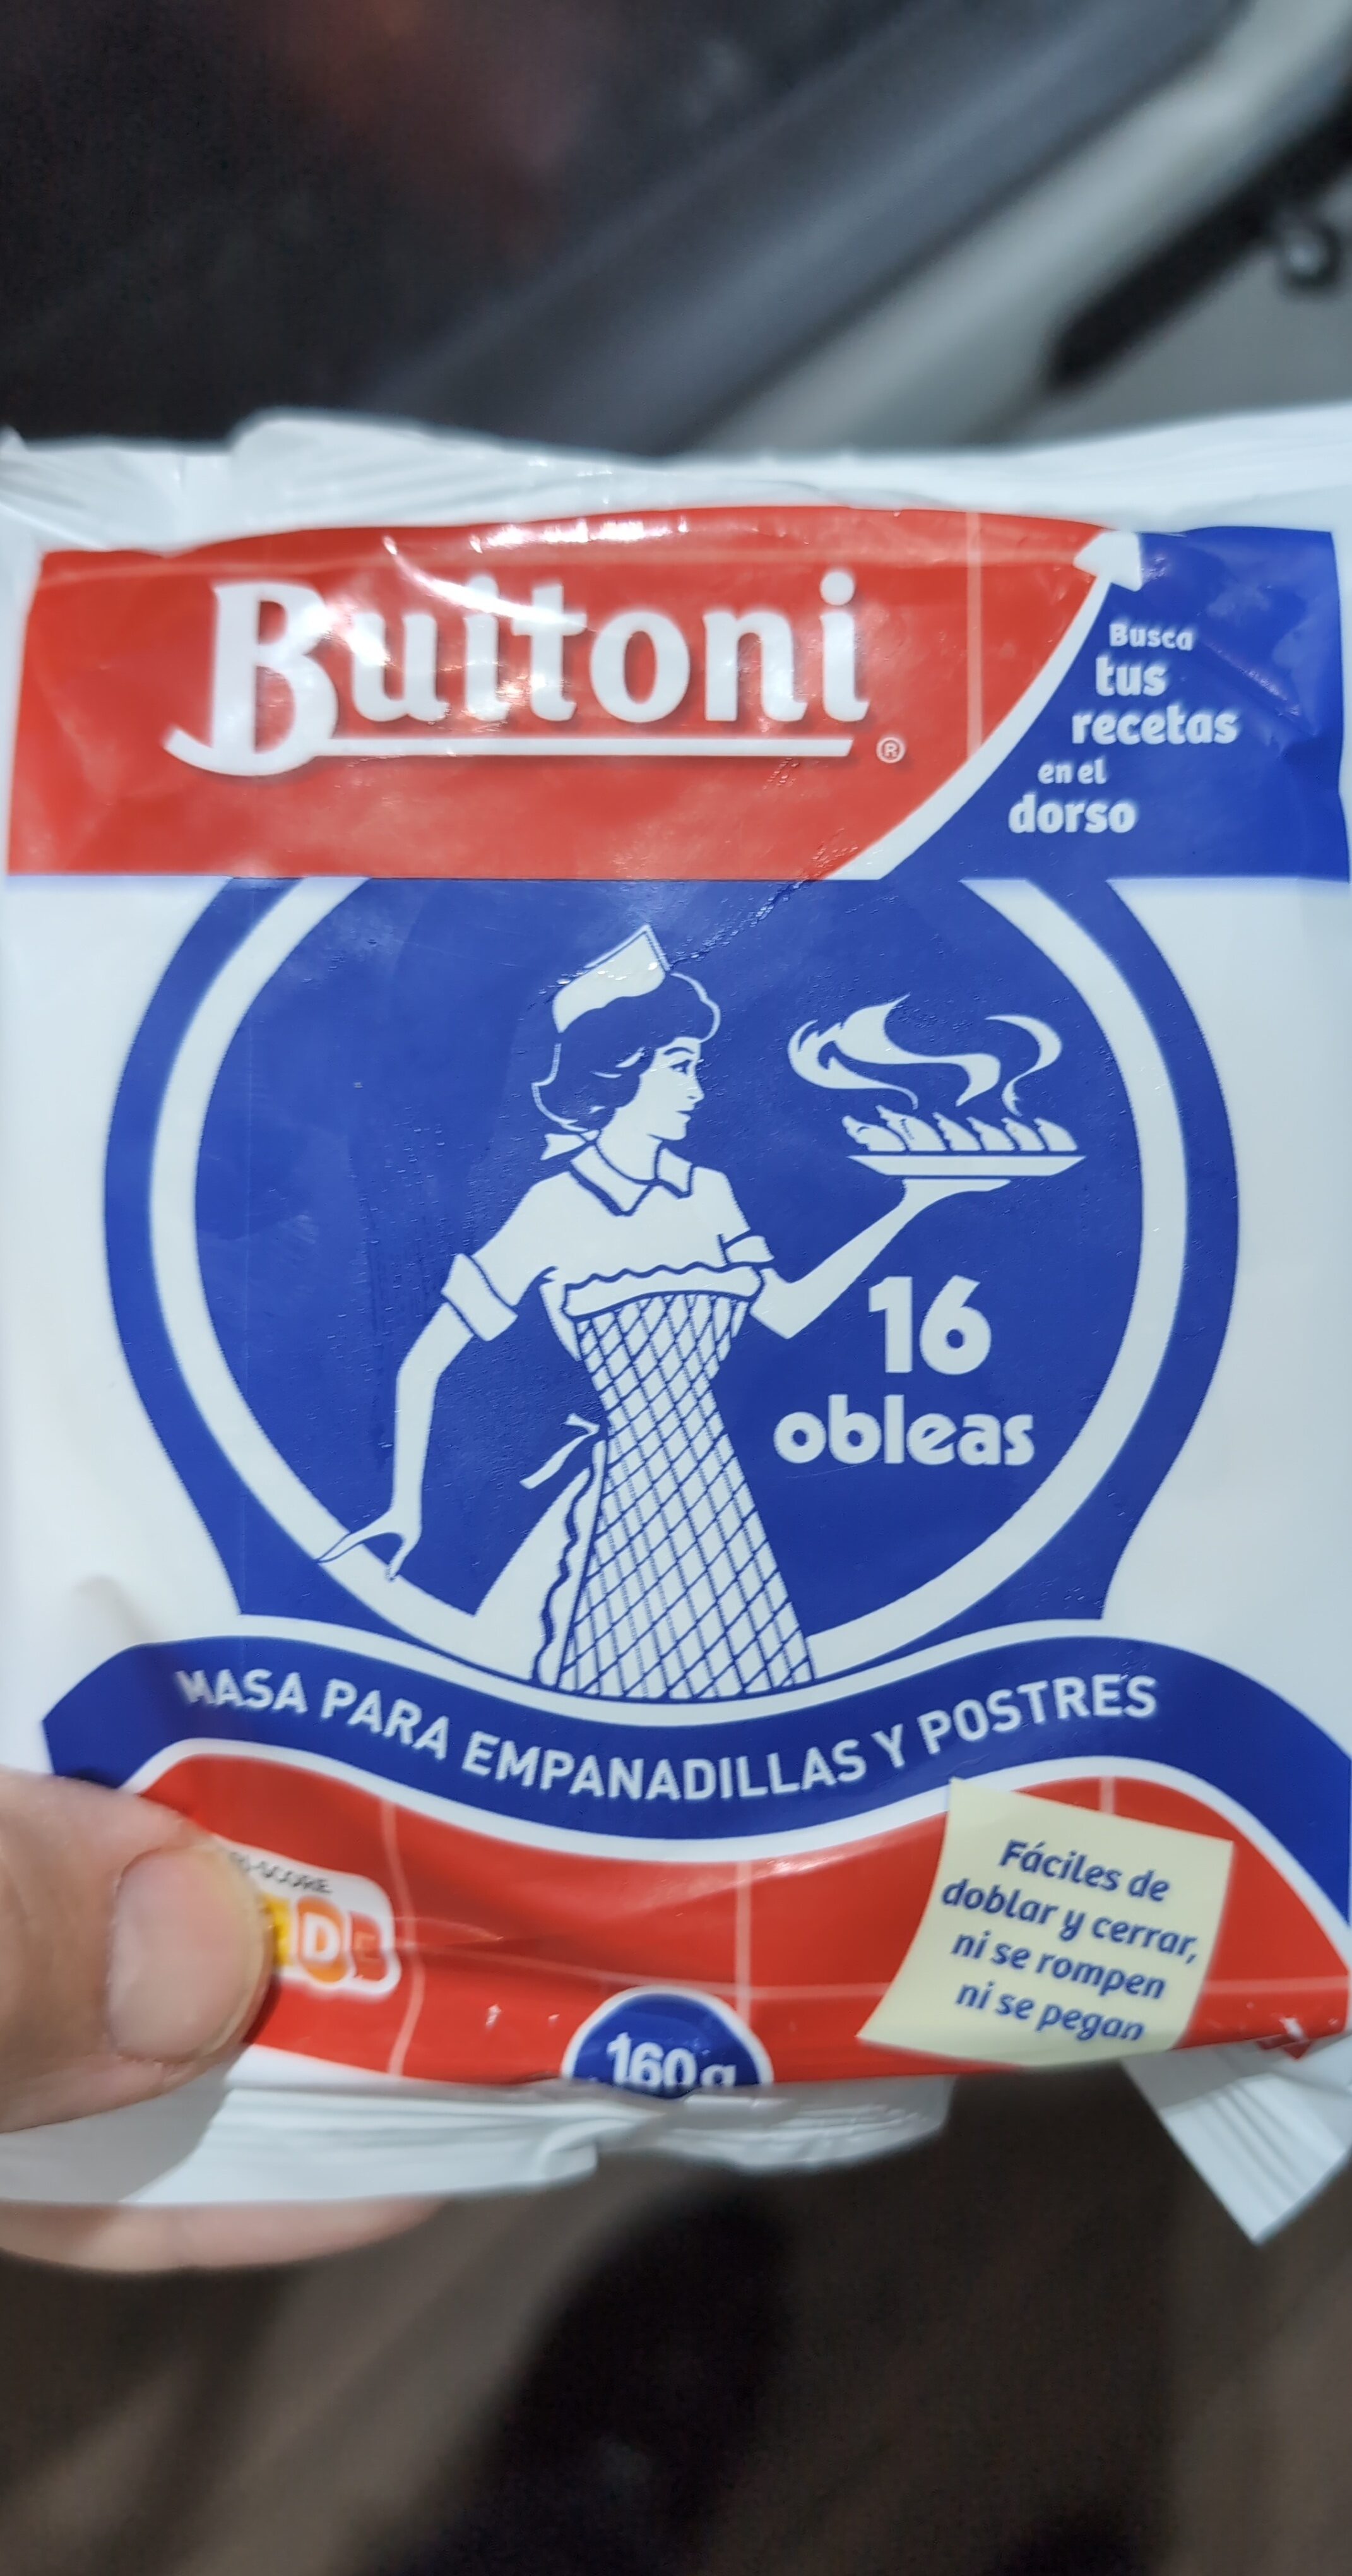 Buitoni
®
Busca
tus
recetas
en el
dorso
16
obleas
MASA PARA EMPANADILLAS Y POSTRES
D E
160g
Fáciles de
doblar y cerrar,
ni se rompen
ni se pegan